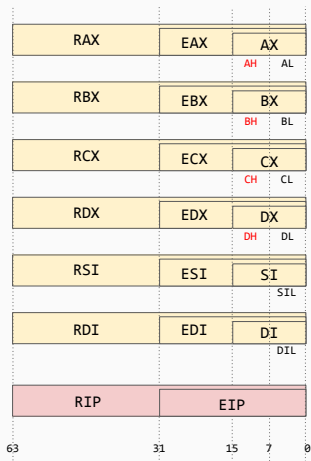 RAX EAX AX
AH AL
RBX EBX BX
BH BL
RCX ECX CX
CH CL
RDX EDX DX
DH DL
RSI ESI SI
SIL
RDI EDI DI
DIL
RIP EIP
63 31 15 7 0